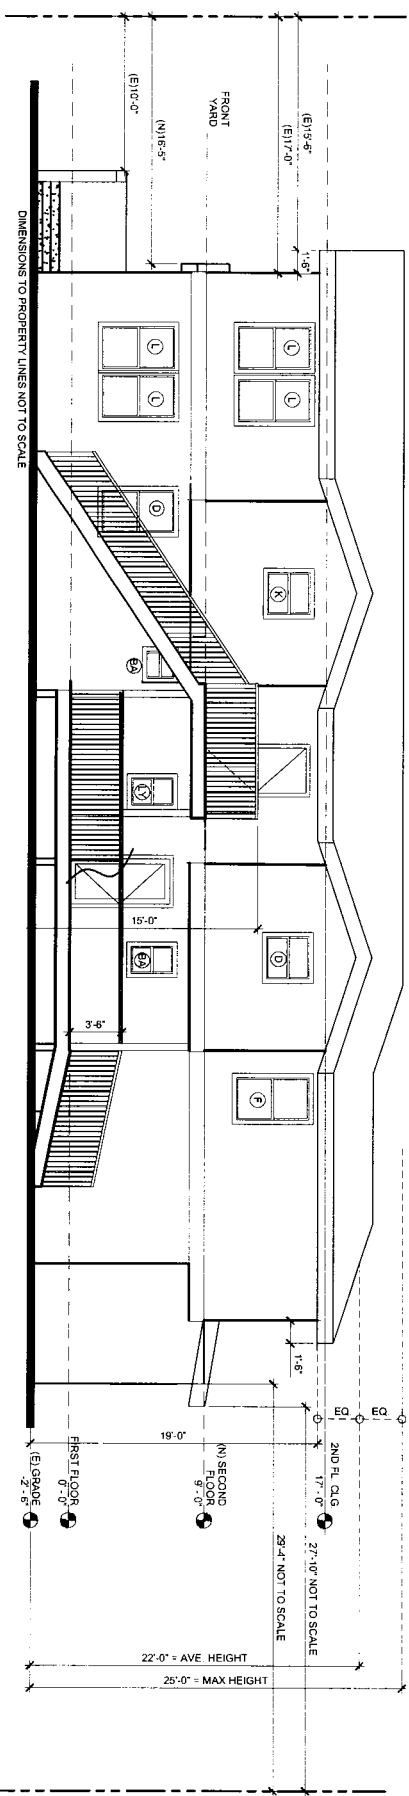 (E)15'-6"
(E)17'-0"
FRONT
YARD
(N)16'-5"
(E)10'-0"
1'-6"
DIMENSIONS TO PROPERTY LINES NOT TO SCALE
L
L
L
L
D
K
BA
LY
BA
D
F
15'-0"
3'-6"
1'-6"
EQ
EQ
19'-0"
2ND FL CLG
17' - 0"
(N) SECOND
FLOOR
9' - 0"
FIRST FLOOR
0' - 0"
(E) GRADE
-2' - 6"
27'-10" NOT TO SCALE
29'-4" NOT TO SCALE
22'-0" = AVE. HEIGHT
25'-0" = MAX HEIGHT